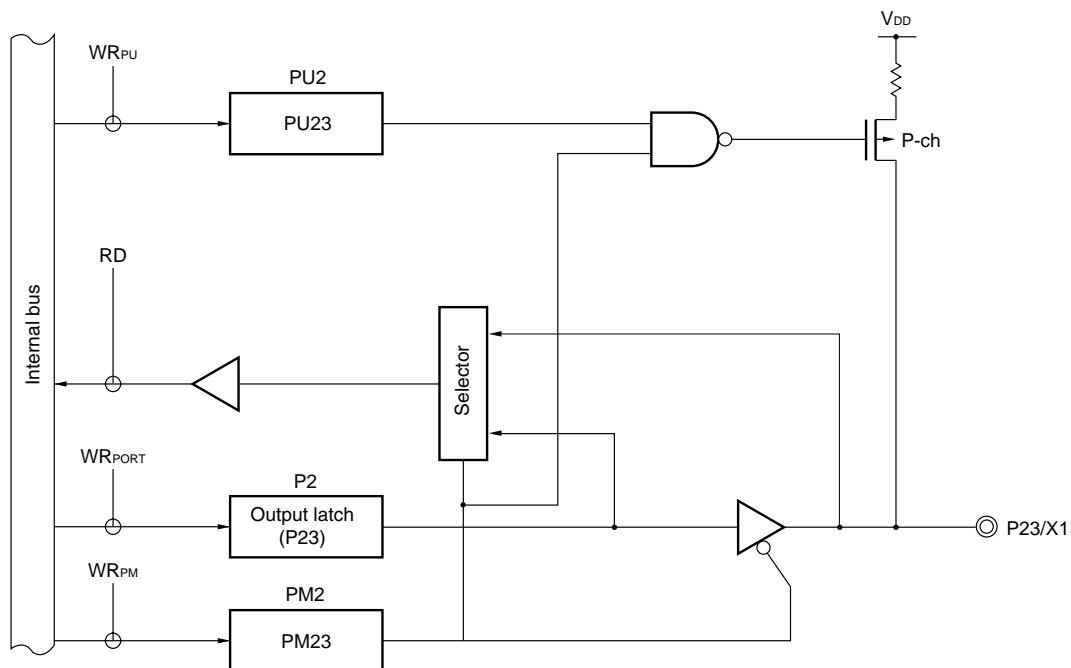 VDD
WRPU
PU2
PU23
P-ch
RD
Internal bus
Selector
WRPORT
P2
Output latch
(P23)
P23/X1
WRPM
PM2
PM23